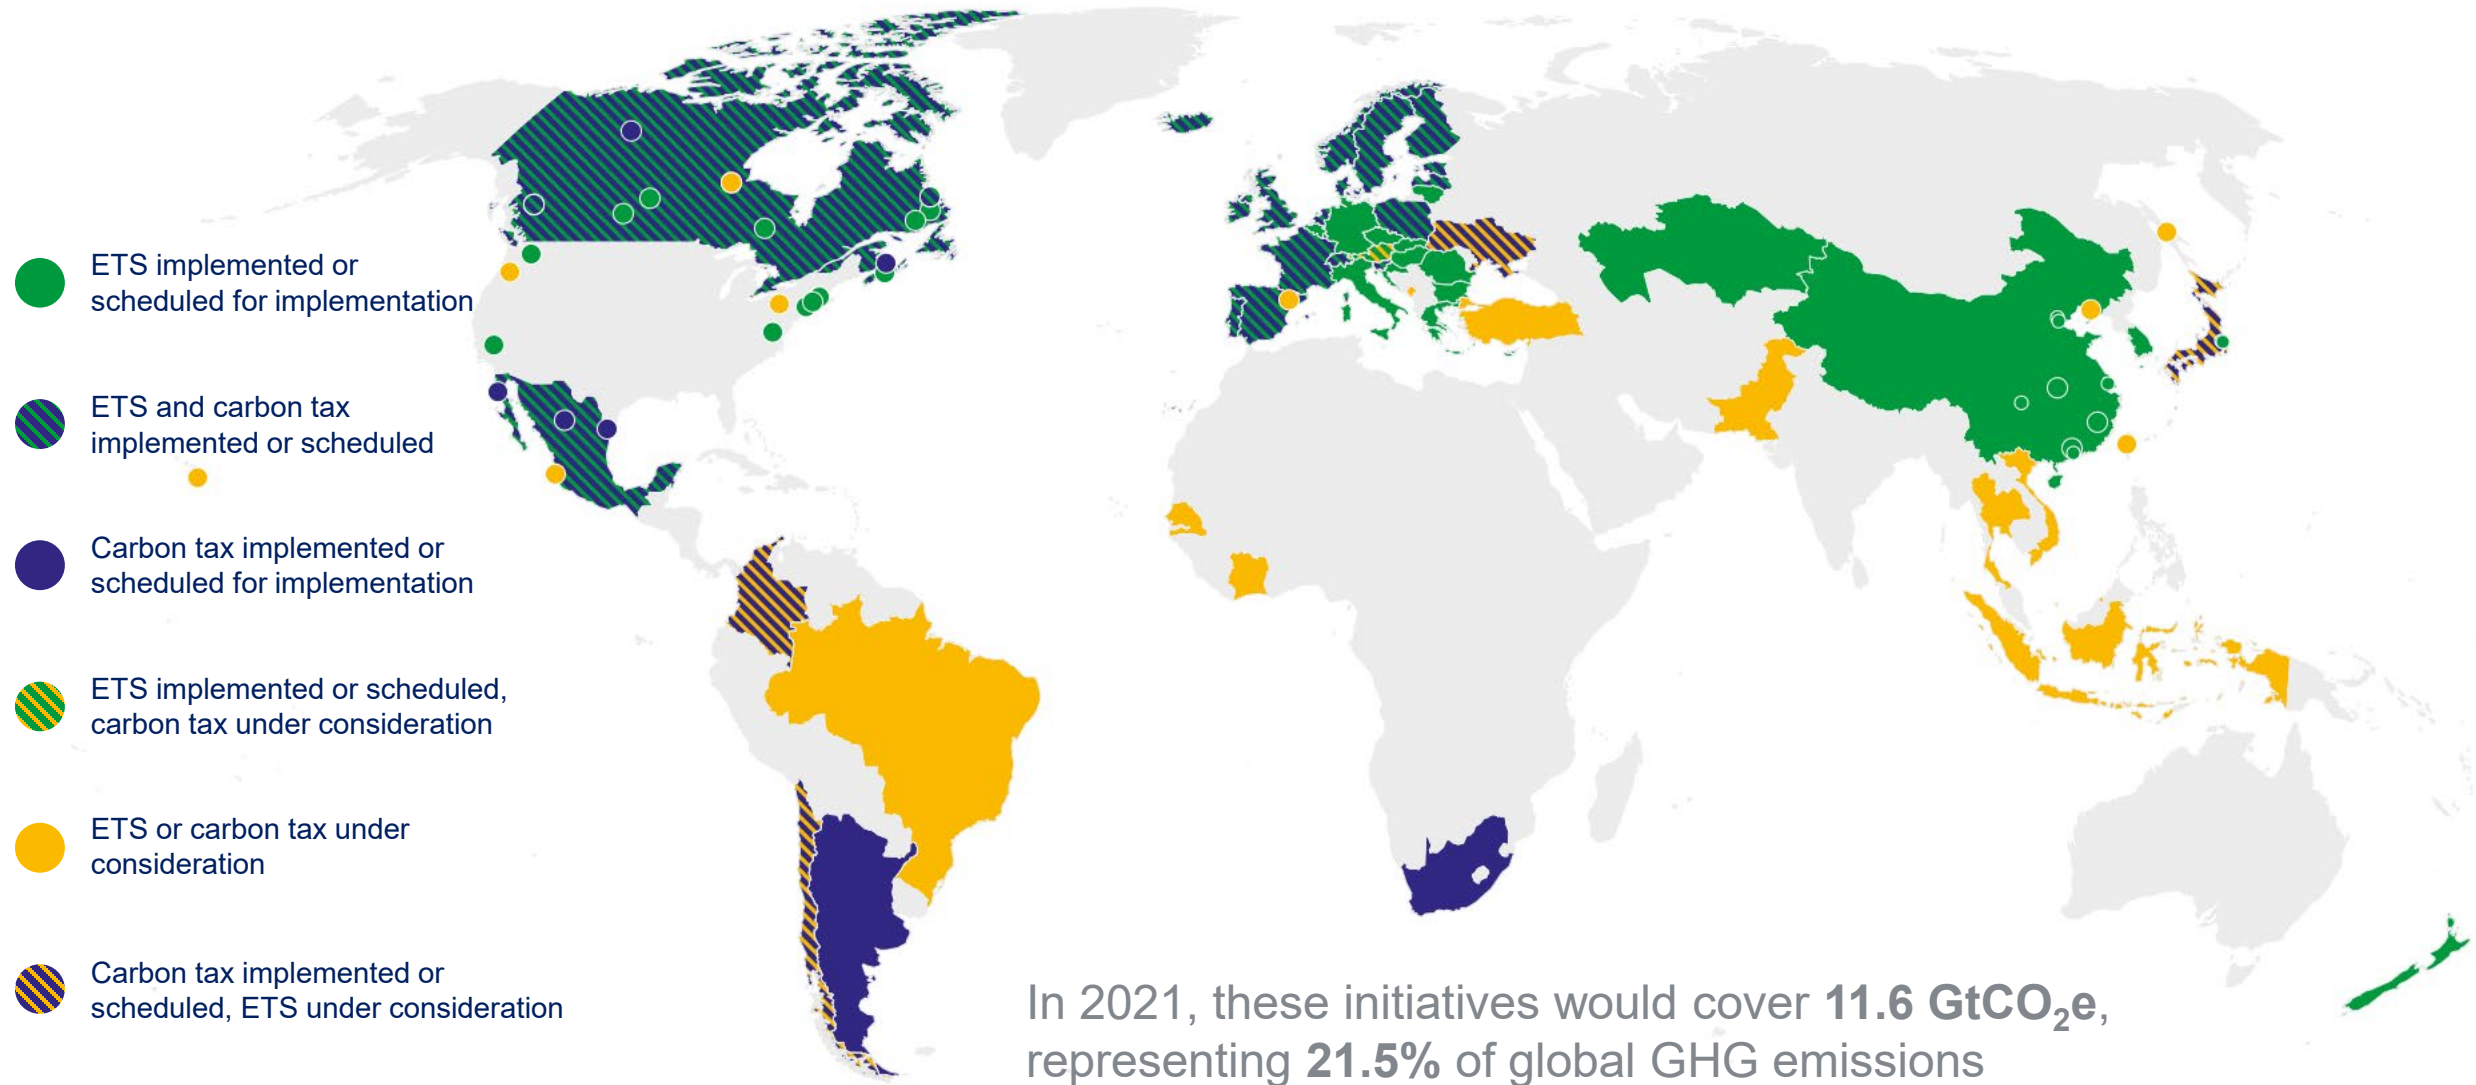 ETS implemented or
scheduled for implementation
ETS and carbon tax
implemented or scheduled
Carbon tax implemented or
scheduled for implementation
ETS implemented or scheduled,
carbon tax under consideration
ETS or carbon tax under
consideration
Carbon tax implemented or
scheduled, ETS under consideration
In 2021, these initiatives would cover 11.6 GtCO₂e,
representing 21.5% of global GHG emissions